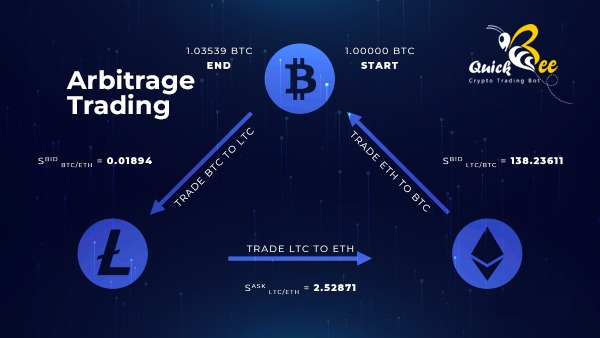 1.03539 BTC
END
1.00000 BTC
START
Quick Bee
Crypto Trading Bot
Arbitrage
Trading
TRADE BTC TO LTC
TRADE ETH TO BTC
S^BID BTC/ETH = 0.01894
S^BID LTC/BTC = 138.23611
TRADE LTC TO ETH
S^ASK LTC/ETH = 2.52871